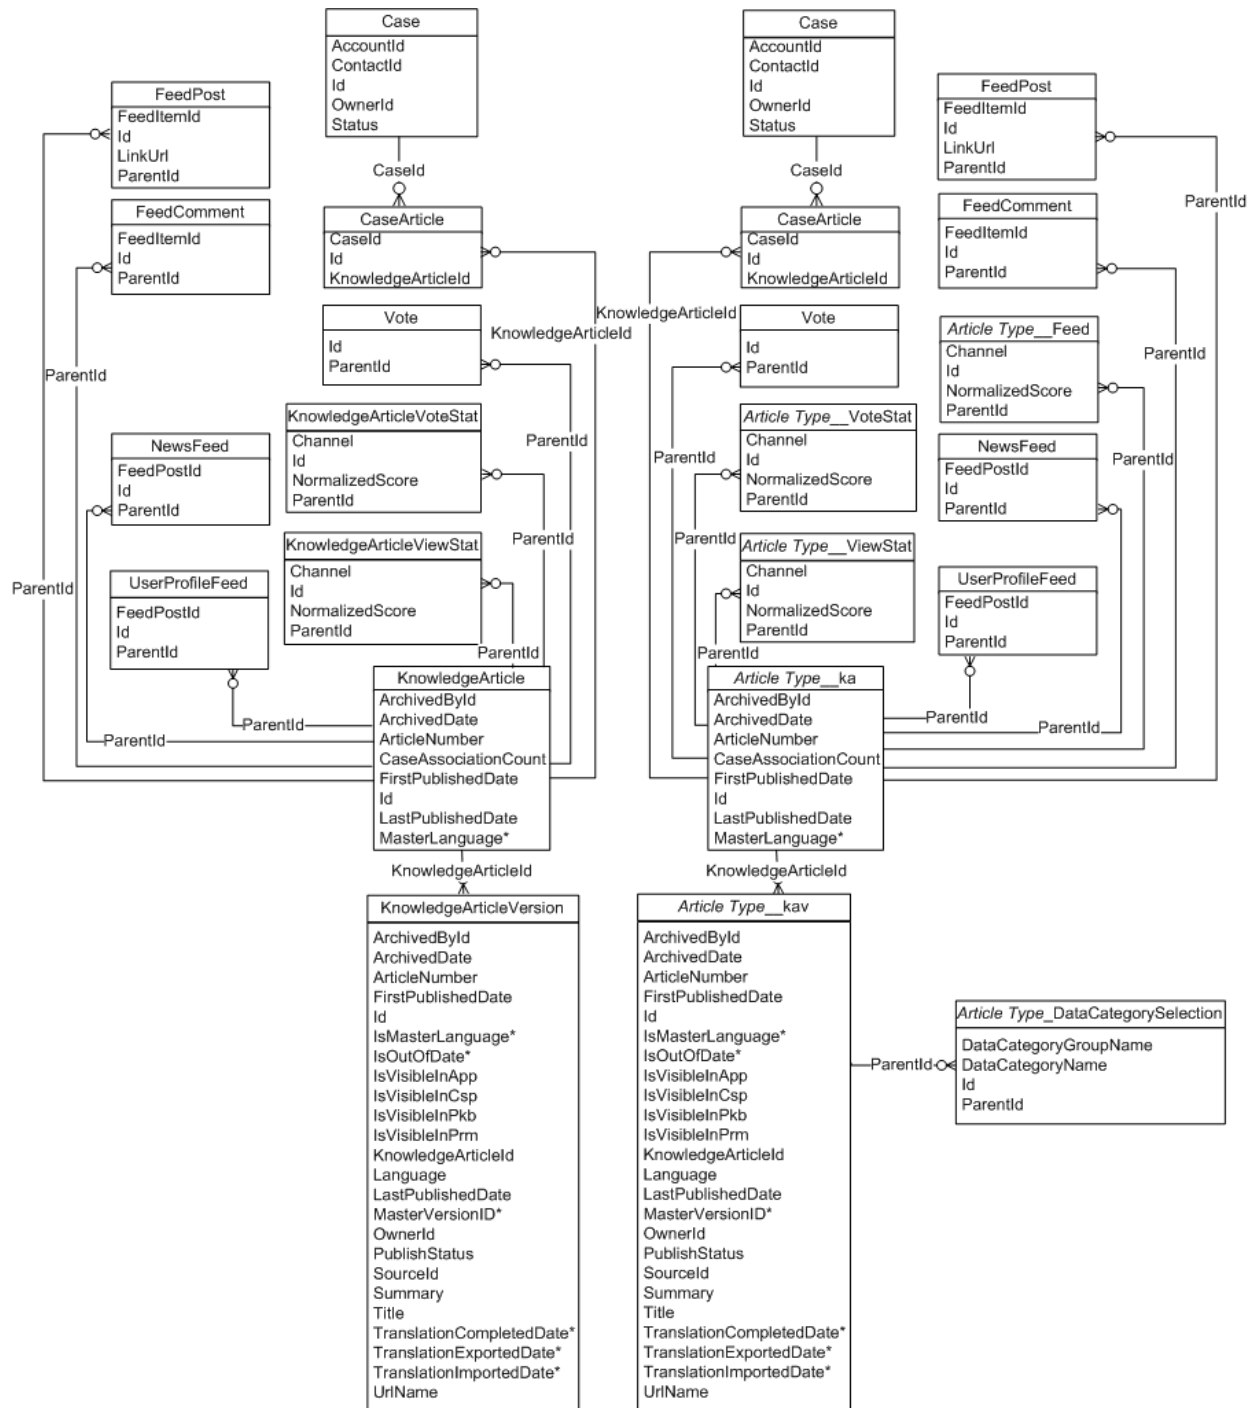 Case
AccountId
ContactId
Id
OwnerId
Status
CaseId
FeedPost
FeedItemId
Id
LinkUrl
ParentId
FeedComment
FeedItemId
Id
ParentId
CaseArticle
CaseId
Id
KnowledgeArticleId
KnowledgeArticleId
Vote
Id
ParentId
ParentId
KnowledgeArticleVoteStat
Channel
Id
NormalizedScore
ParentId
ParentId
NewsFeed
FeedPostId
Id
ParentId
KnowledgeArticleViewStat
Channel
Id
NormalizedScore
ParentId
ParentId
ParentId
UserProfileFeed
FeedPostId
Id
ParentId
ParentId
ParentId
ParentId
KnowledgeArticle
ArchivedById
ArchivedDate
ArticleNumber
CaseAssociationCount
FirstPublishedDate
Id
LastPublishedDate
MasterLanguage*
KnowledgeArticleId
KnowledgeArticleVersion
ArchivedById
ArchivedDate
ArticleNumber
FirstPublishedDate
Id
IsMasterLanguage*
IsOutOfDate*
IsVisibleInApp
IsVisibleInCsp
IsVisibleInPkb
IsVisibleInPrm
KnowledgeArticleId
Language
LastPublishedDate
MasterVersionID*
OwnerId
PublishStatus
SourceId
Summary
Title
TranslationCompletedDate*
TranslationExportedDate*
TranslationImportedDate*
UrlName
Case
AccountId
ContactId
Id
OwnerId
Status
CaseId
FeedPost
FeedItemId
Id
LinkUrl
ParentId
ParentId
FeedComment
FeedItemId
Id
ParentId
CaseArticle
CaseId
Id
KnowledgeArticleId
KnowledgeArticleId
Vote
Id
ParentId
Article Type__Feed
Channel
Id
NormalizedScore
ParentId
ParentId
Article Type__VoteStat
Channel
Id
NormalizedScore
ParentId
ParentId
NewsFeed
FeedPostId
Id
ParentId
ParentId
Article Type__ViewStat
Channel
Id
NormalizedScore
ParentId
ParentId
ParentId
UserProfileFeed
FeedPostId
Id
ParentId
ParentId
ParentId
Article Type__ka
ArchivedById
ArchivedDate
ArticleNumber
CaseAssociationCount
FirstPublishedDate
Id
LastPublishedDate
MasterLanguage*
KnowledgeArticleId
Article Type__kav
ArchivedById
ArchivedDate
ArticleNumber
FirstPublishedDate
Id
IsMasterLanguage*
IsOutOfDate*
IsVisibleInApp
IsVisibleInCsp
IsVisibleInPkb
IsVisibleInPrm
KnowledgeArticleId
Language
LastPublishedDate
MasterVersionID*
OwnerId
PublishStatus
SourceId
Summary
Title
TranslationCompletedDate*
TranslationExportedDate*
TranslationImportedDate*
UrlName
ParentId
Article Type_DataCategorySelection
DataCategoryGroupName
DataCategoryName
Id
ParentId